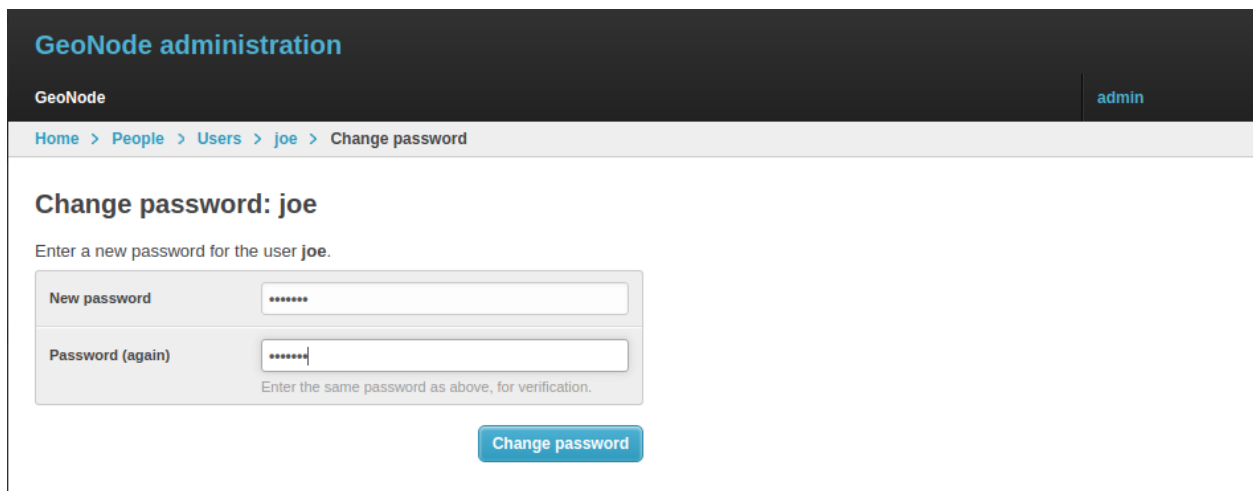 GeoNode administration
GeoNode
admin
Home > People > Users > joe > Change password
Change password: joe
Enter a new password for the user joe.
New password •••••••
Password (again) •••••••
Enter the same password as above, for verification.
Change password